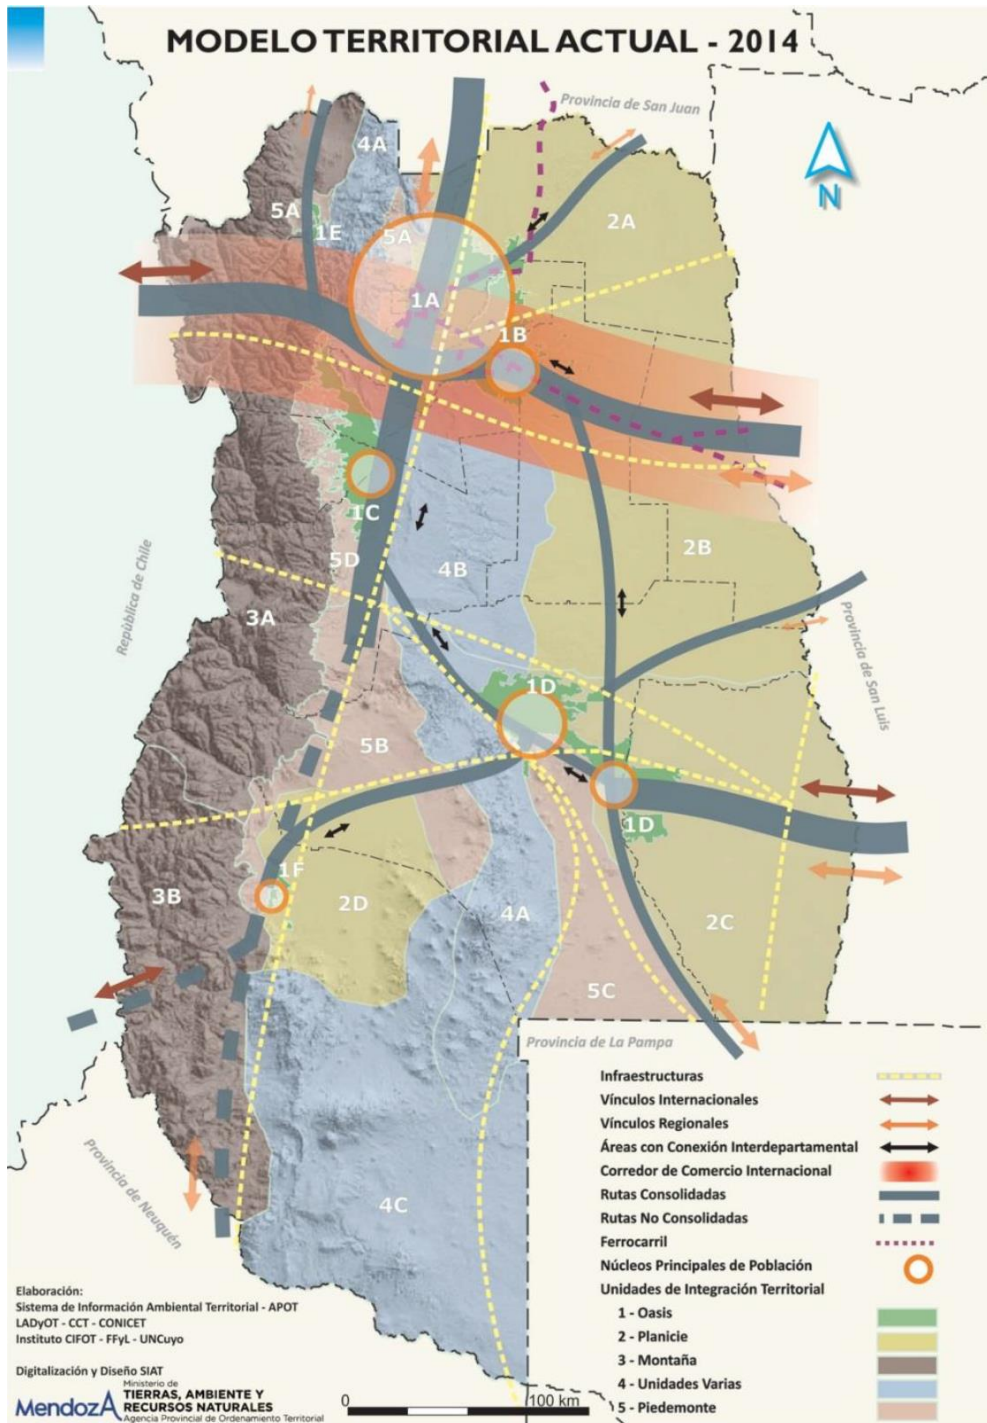 MODELO TERRITORIAL ACTUAL - 2014
Provincia de San Juan
4A
5A
1E
5A
2A
N
1A
1B
1C
5D
4B
2B
República de Chile
3A
Provincia de San Luis
1D
5B
1D
1F
3B
2D
4A
2C
5C
Provincia de La Pampa
Provincia de Neuquén
4C
Infraestructuras
Vínculos Internacionales
Vínculos Regionales
Áreas con Conexión Interdepartamental
Corredor de Comercio Internacional
Rutas Consolidadas
Rutas No Consolidadas
Ferrocarril
Núcleos Principales de Población
Unidades de Integración Territorial
1 - Oasis
2 - Planicie
3 - Montaña
4 - Unidades Varias
5 - Piedemonte
Elaboración:
Sistema de Información Ambiental Territorial - APOT
LADyOT - CCT - CONICET
Instituto CIFOT - FFyL - UNCuyo
Digitalización y Diseño SIAT
Mendoza
Ministerio de
TIERRAS, AMBIENTE Y
RECURSOS NATURALES
Agencia Provincial de Ordenamiento Territorial
0 100 km